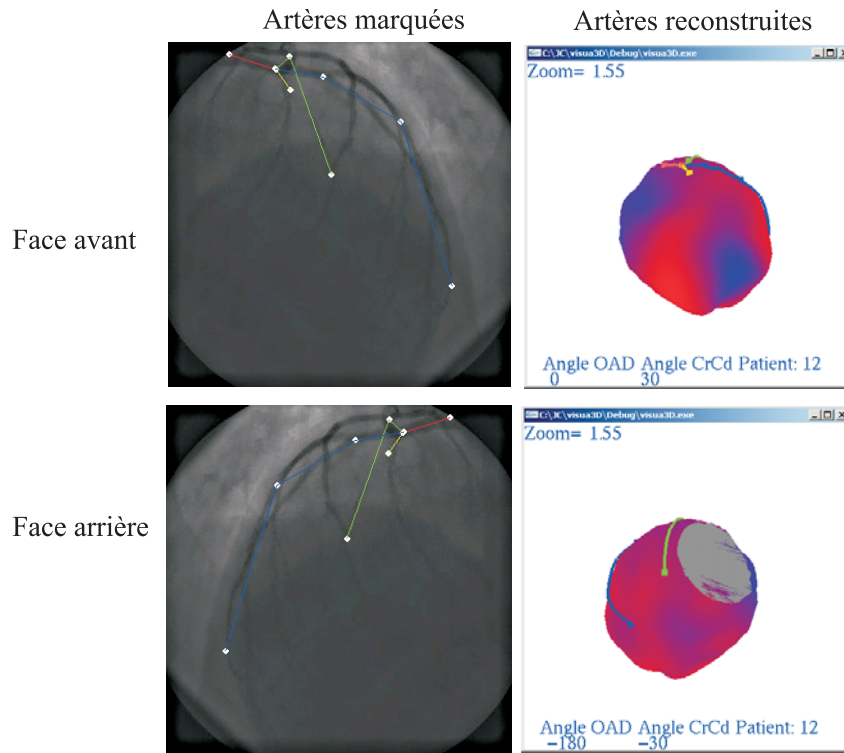 Artères marquées
Artères reconstruites
C:\JC\visua3D\Debug\visua3D.exe
Zoom= 1.55
Face avant
Angle OAD Angle CrCd Patient: 12
0 30
C:\JC\visua3D\Debug\visua3D.exe
Zoom= 1.55
Face arrière
Angle OAD Angle CrCd Patient: 12
-180 -30